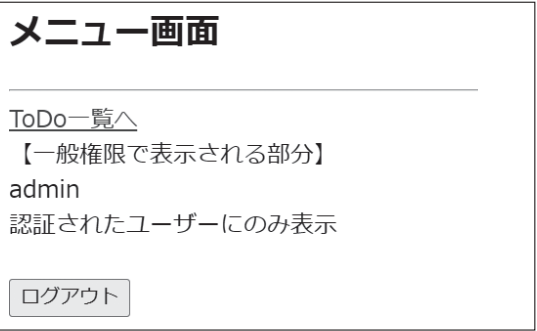 メニュー画面
ToDo一覧へ
【一般権限で表示される部分】
admin
認証されたユーザーにのみ表示
ログアウト